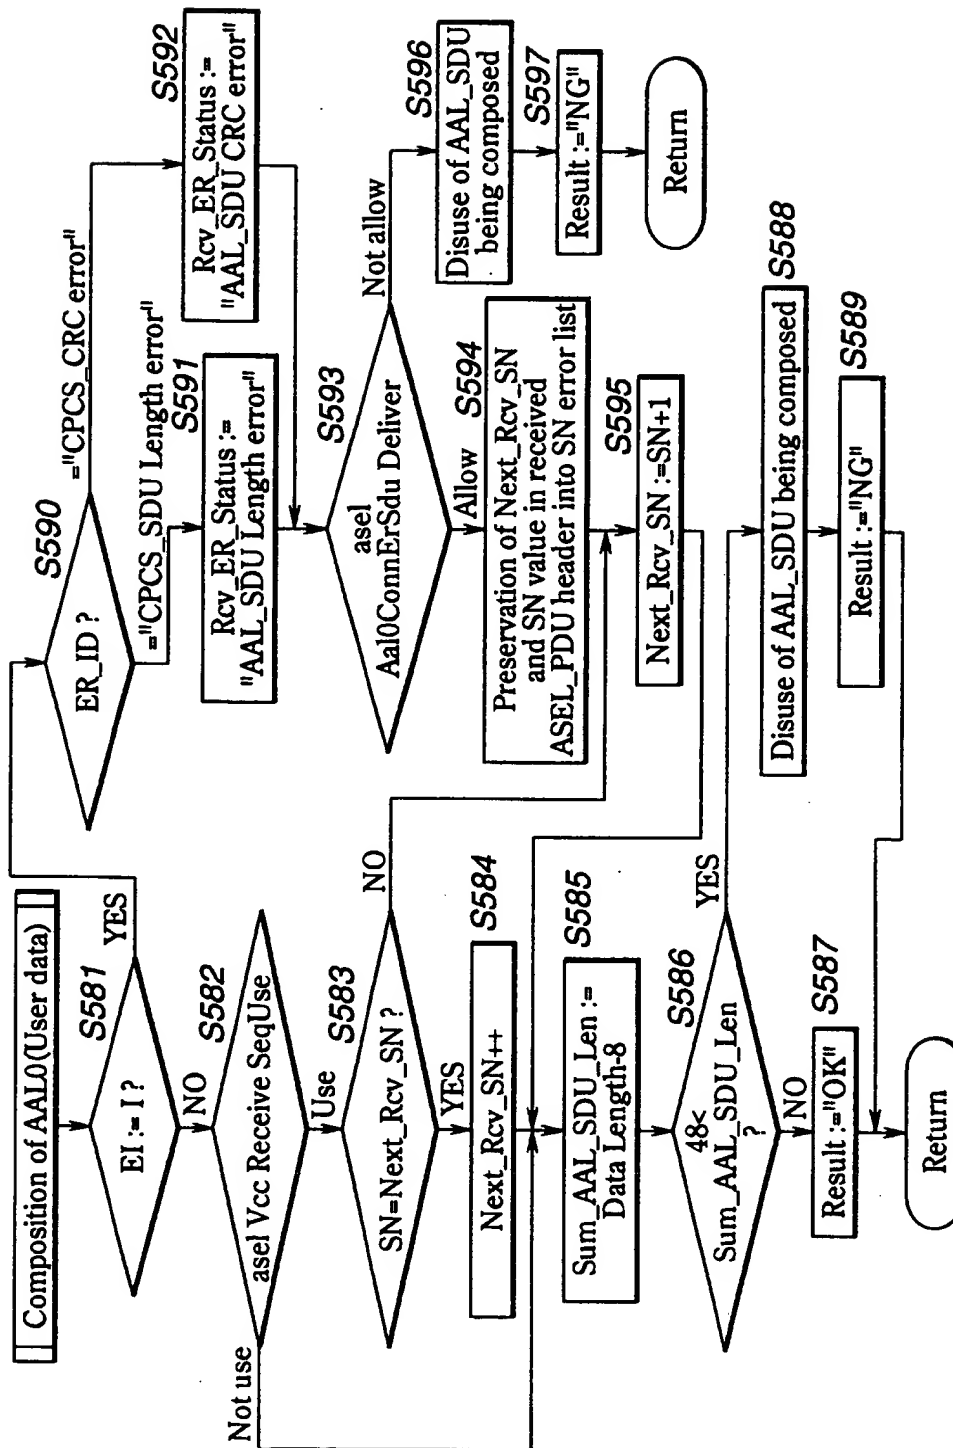 Composition of AAL0(User data)
S581
EI := I ?
YES
NO
S582
asel Vcc Receive SeqUse
Not use
Use
S583
SN=Next_Rcv_SN ?
NO
YES
S584
Next_Rcv_SN++
S585
Sum_AAL_SDU_Len :=
Data Length-8
S586
48<
Sum_AAL_SDU_Len
?
YES
NO
S587
Result :="OK"
Return
S590
ER_ID ?
="CPCS_CRC error"
="CPCS_SDU Length error"
S591
Rcv_ER_Status :=
"AAL_SDU Length error"
S592
Rcv_ER_Status :=
"AAL_SDU CRC error"
S593
asel
Aal0ConnErSdu Deliver
Not allow
Allow
S594
Preservation of Next_Rcv_SN
and SN value in received
ASEL_PDU header into SN error list
S595
Next_Rcv_SN :=SN+1
S596
Disuse of AAL_SDU
being composed
S597
Result :="NG"
Return
S588
Disuse of AAL_SDU being composed
S589
Result :="NG"